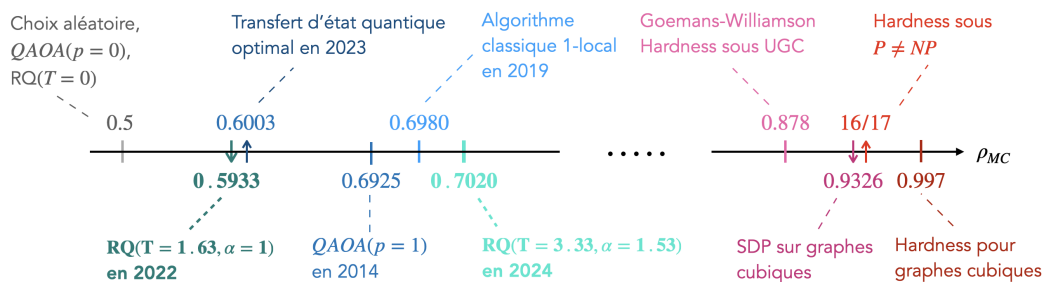 Choix aléatoire,
QAOA(p = 0),
RQ(T = 0)
Transfert d’état quantique
optimal en 2023
Algorithme
classique 1-local
en 2019
Goemans-Williamson
Hardness sous UGC
Hardness sous
P ≠ NP
0.5
0.6003
0.6980
0.878
16/17
.....
ρMC
0.5933
0.6925
0.7020
0.9326
0.997
RQ(T = 1.63, α = 1)
en 2022
QAOA(p = 1)
en 2014
RQ(T = 3.33, α = 1.53)
en 2024
SDP sur graphes
cubiques
Hardness pour
graphes cubiques